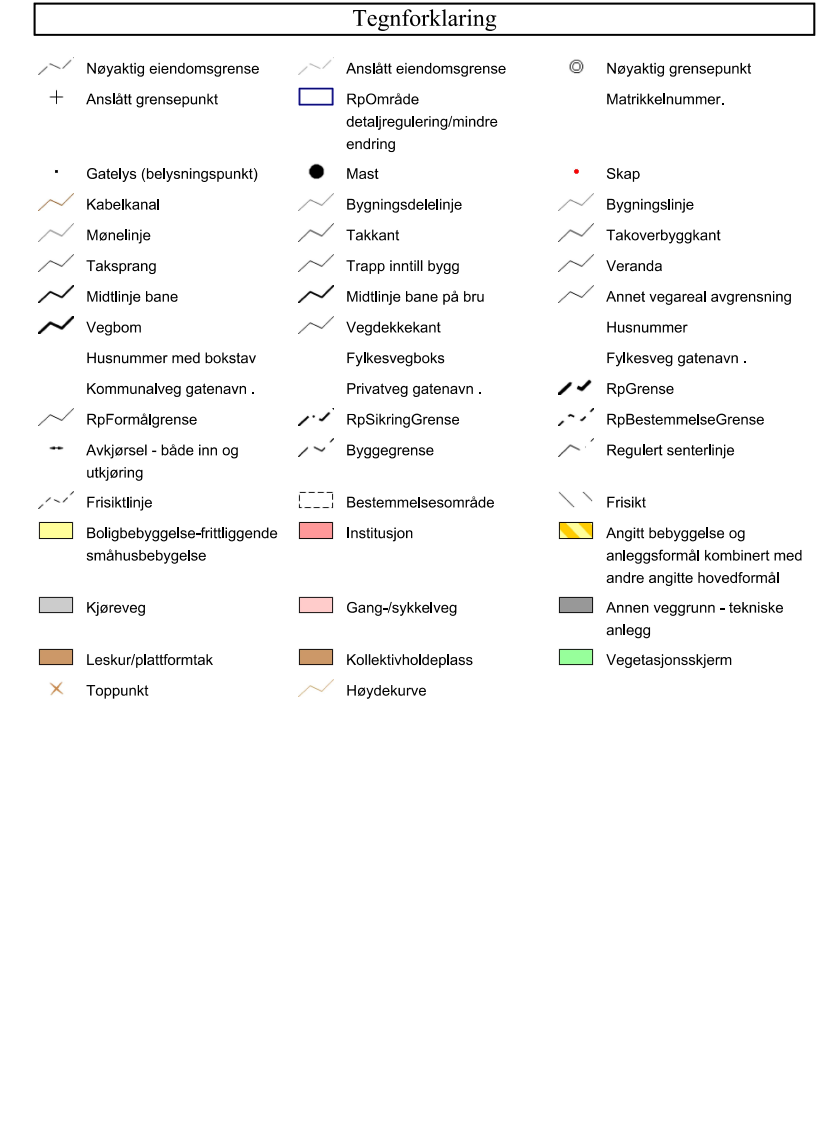 Tegnforklaring
Nøyaktig eiendomsgrense
Anslått eiendomsgrense
Nøyaktig grensepunkt
Anslått grensepunkt
RpOmråde
detaljregulering/mindre
endring
Matrikkelnummer.
Gatelys (belysningspunkt)
Mast
Skap
Kabelkanal
Bygningsdelelinje
Bygningslinje
Mønelinje
Takkant
Takoverbyggkant
Taksprang
Trapp inntill bygg
Veranda
Midtlinje bane
Midtlinje bane på bru
Annet vegareal avgrensning
Vegbom
Vegdekkekant
Husnummer
Husnummer med bokstav
Fylkesvegboks
Fylkesveg gatenavn .
Kommunalveg gatenavn .
Privatveg gatenavn .
RpGrense
RpFormålgrense
RpSikringGrense
RpBestemmelseGrense
Avkjørsel - både inn og
utkjøring
Byggegrense
Regulert senterlinje
Frisiktlinje
Bestemmelsesområde
Frisikt
Boligbebyggelse-frittliggende
småhusbebygelse
Institusjon
Angitt bebyggelse og
anleggsformål kombinert med
andre angitte hovedformål
Kjøreveg
Gang-/sykkelveg
Annen veggrunn - tekniske
anlegg
Leskur/plattformtak
Kollektivholdeplass
Vegetasjonsskjerm
Toppunkt
Høydekurve